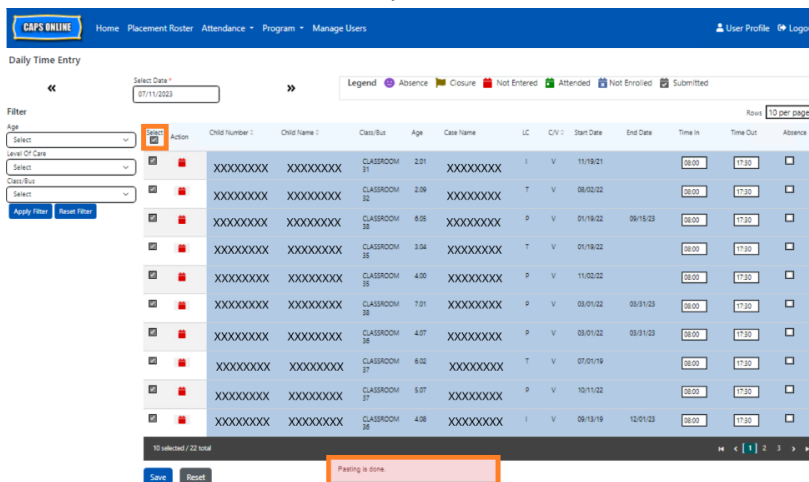 CAPS ONLINE Home Placement Roster Attendance Program Manage Users User Profile Logo
Daily Time Entry
« Select Date * » Legend Absence Closure Not Entered Attended Not Enrolled Submitted
07/11/2023
Filter Rows 10 per page
Age
Select
Level Of Care
Select
Class/Bus
Select
Apply Filter Reset Filter
Select Action Child Number Child Name Class/Bus Age Case Name LC C/V Start Date End Date Time In Time Out Absence
XXXXXXXX XXXXXXXX CLASSROOM 31 2.01 XXXXXXXX I V 11/19/21 08:00 17:30
XXXXXXXX XXXXXXXX CLASSROOM 32 2.09 XXXXXXXX T V 08/02/22 08:00 17:30
XXXXXXXX XXXXXXXX CLASSROOM 38 6.05 XXXXXXXX P V 01/19/22 09/15/23 08:00 17:30
XXXXXXXX XXXXXXXX CLASSROOM 35 3.04 XXXXXXXX T V 01/19/22 08:00 17:30
XXXXXXXX XXXXXXXX CLASSROOM 35 4.00 XXXXXXXX P V 11/02/22 08:00 17:30
XXXXXXXX XXXXXXXX CLASSROOM 38 7.01 XXXXXXXX P V 03/01/22 03/31/23 08:00 17:30
XXXXXXXX XXXXXXXX CLASSROOM 36 4.07 XXXXXXXX P V 03/01/22 03/31/23 08:00 17:30
XXXXXXXX XXXXXXXX CLASSROOM 37 6.02 XXXXXXXX T V 07/01/19 08:00 17:30
XXXXXXXX XXXXXXXX CLASSROOM 37 5.07 XXXXXXXX P V 10/11/22 08:00 17:30
XXXXXXXX XXXXXXXX CLASSROOM 36 4.08 XXXXXXXX I V 09/13/19 12/01/23 08:00 17:30
10 selected / 22 total 1 2 3
Save Reset Pasting is done.